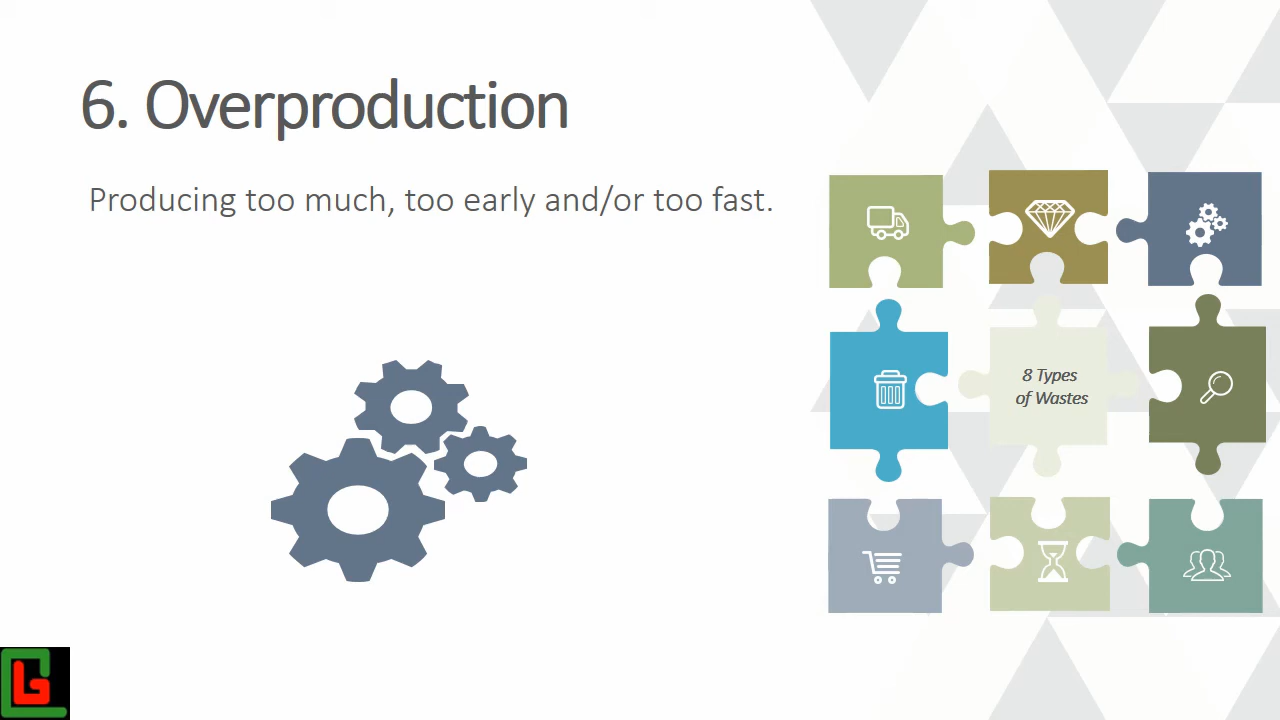 6. Overproduction
Producing too much, too early and/or too fast.
8 Types
of Wastes